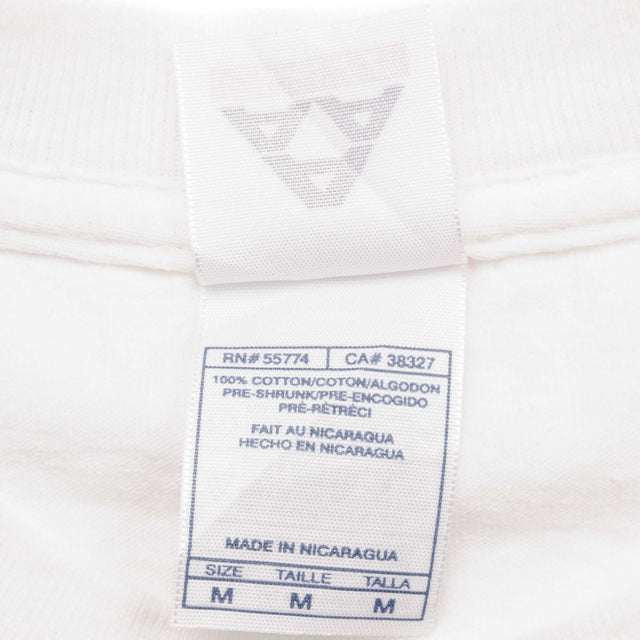 AAA
RN# 55774 CA# 38327
100% COTTON/COTON/ALGODON
PRE-SHRUNK/PRE-ENCOGIDO
PRÉ-RÉTRÉCI
FAIT AU NICARAGUA
HECHO EN NICARAGUA
MADE IN NICARAGUA
SIZE TAILLE TALLA
M M M